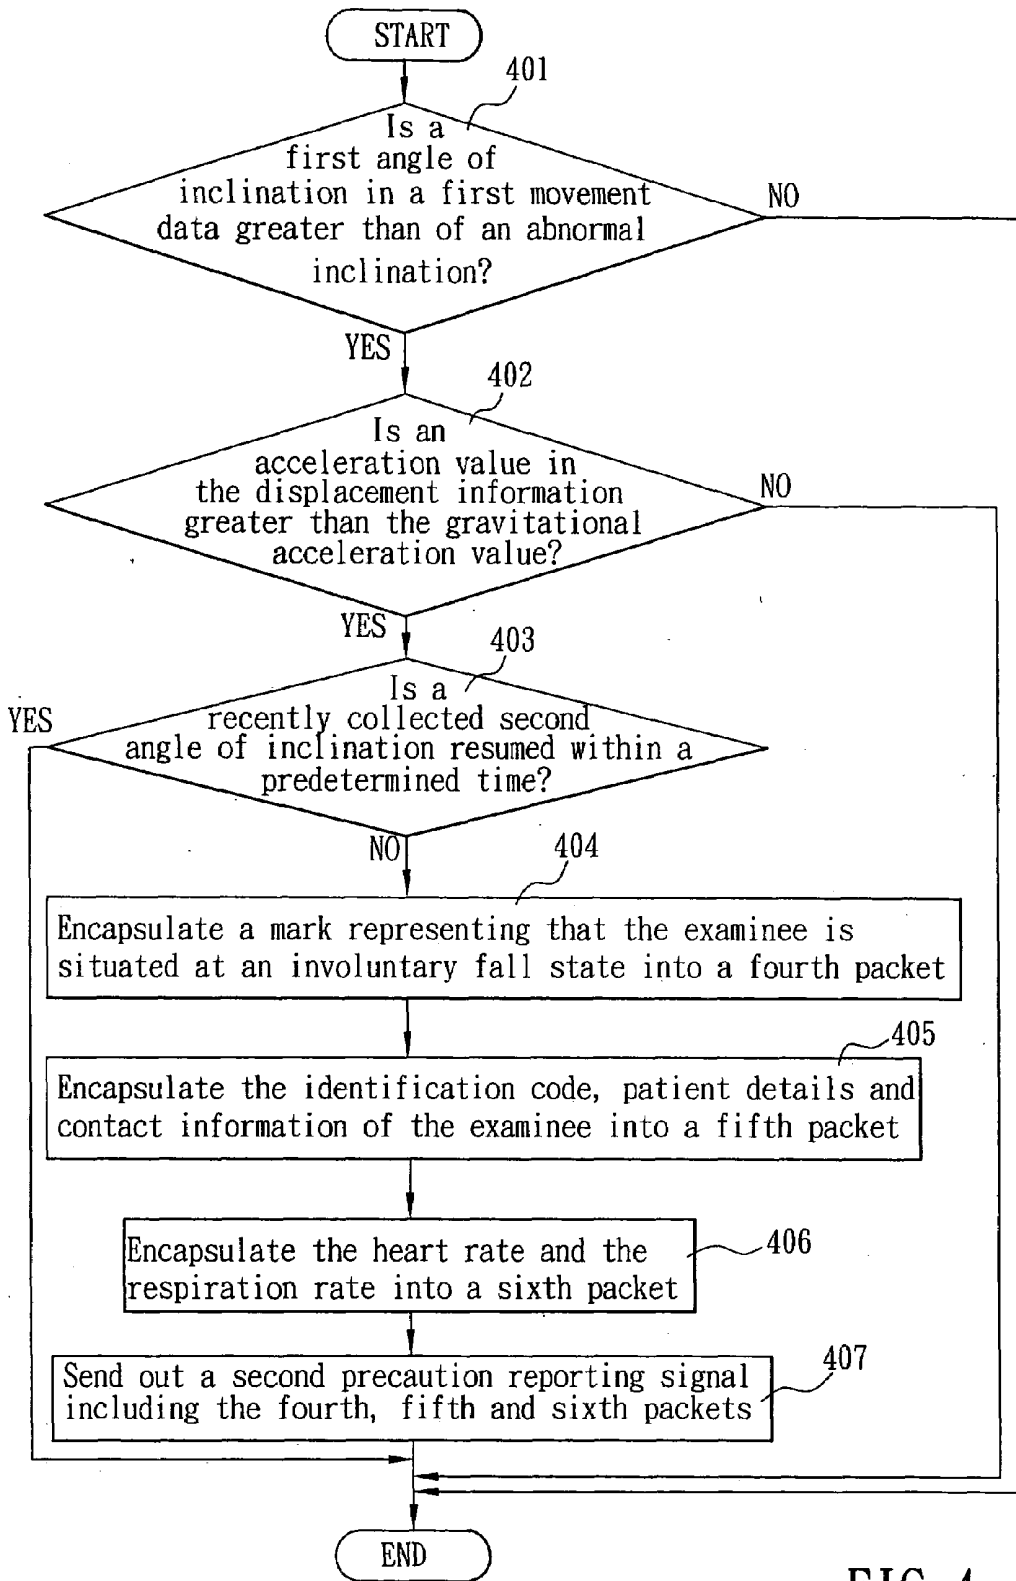 START
401
Is a
first angle of
inclination in a first movement
data greater than of an abnormal
inclination?
NO
YES
402
Is an
acceleration value in
the displacement information
greater than the gravitational
acceleration value?
NO
YES
403
Is a
recently collected second
angle of inclination resumed within a
predetermined time?
YES
NO
404
Encapsulate a mark representing that the examinee is
situated at an involuntary fall state into a fourth packet
405
Encapsulate the identification code, patient details and
contact information of the examinee into a fifth packet
406
Encapsulate the heart rate and the
respiration rate into a sixth packet
407
Send out a second precaution reporting signal
including the fourth, fifth and sixth packets
END